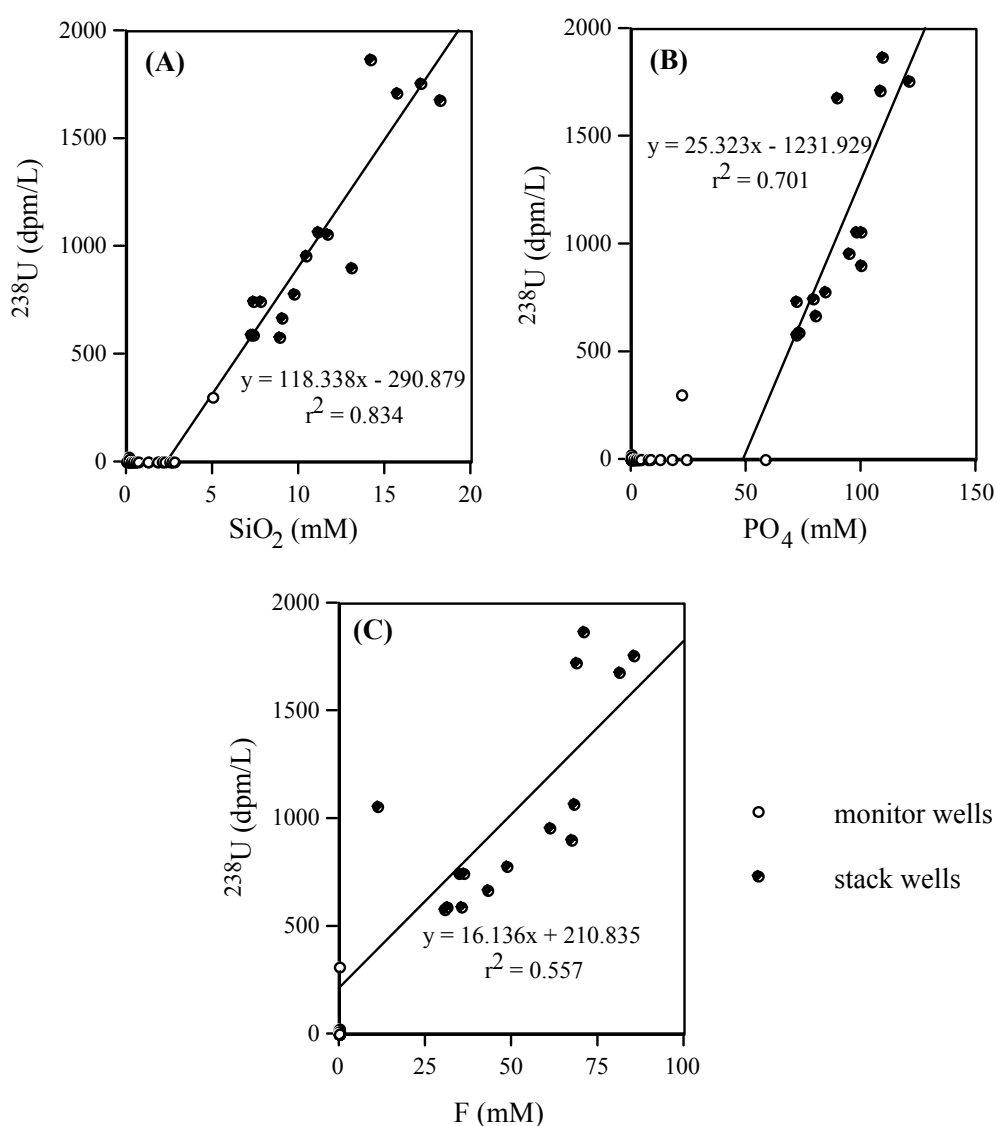 (A)
2000
1500
1000
500
0
²³⁸U (dpm/L)
y = 118.338x - 290.879
r² = 0.834
0 5 10 15 20
SiO₂ (mM)
(B)
2000
1500
1000
500
0
²³⁸U (dpm/L)
y = 25.323x - 1231.929
r² = 0.701
0 50 100 150
PO₄ (mM)
(C)
2000
1500
1000
500
0
²³⁸U (dpm/L)
y = 16.136x + 210.835
r² = 0.557
0 25 50 75 100
F (mM)
monitor wells
stack wells